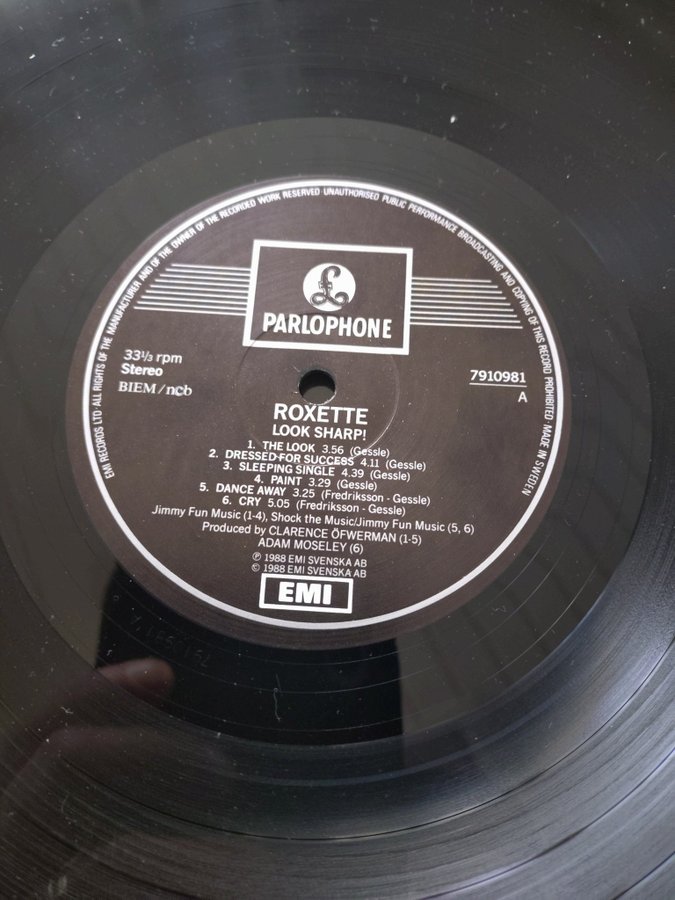 EMI RECORDS LTD ALL RIGHTS OF THE MANUFACTURER AND OF THE OWNER OF THE RECORDED WORK RESERVED UNAUTHORISED PUBLIC PERFORMANCE BROADCASTING AND COPYING OF THIS RECORD PROHIBITED · MADE IN SWEDEN
£
PARLOPHONE
33⅓ rpm
Stereo
BIEM/ncb
7910981
A
ROXETTE
LOOK SHARP!
1. THE LOOK 3.56 (Gessle)
2. DRESSED FOR SUCCESS 4.11 (Gessle)
3. SLEEPING SINGLE 4.39 (Gessle)
4. PAINT 3.29 (Gessle)
5. DANCE AWAY 3.25 (Fredriksson - Gessle)
6. CRY 5.05 (Fredriksson - Gessle)
Jimmy Fun Music (1-4), Shock the Music/Jimmy Fun Music (5, 6)
Produced by CLARENCE ÖFWERMAN (1-5)
ADAM MOSELEY (6)
℗ 1988 EMI SVENSKA AB
© 1988 EMI SVENSKA AB
EMI